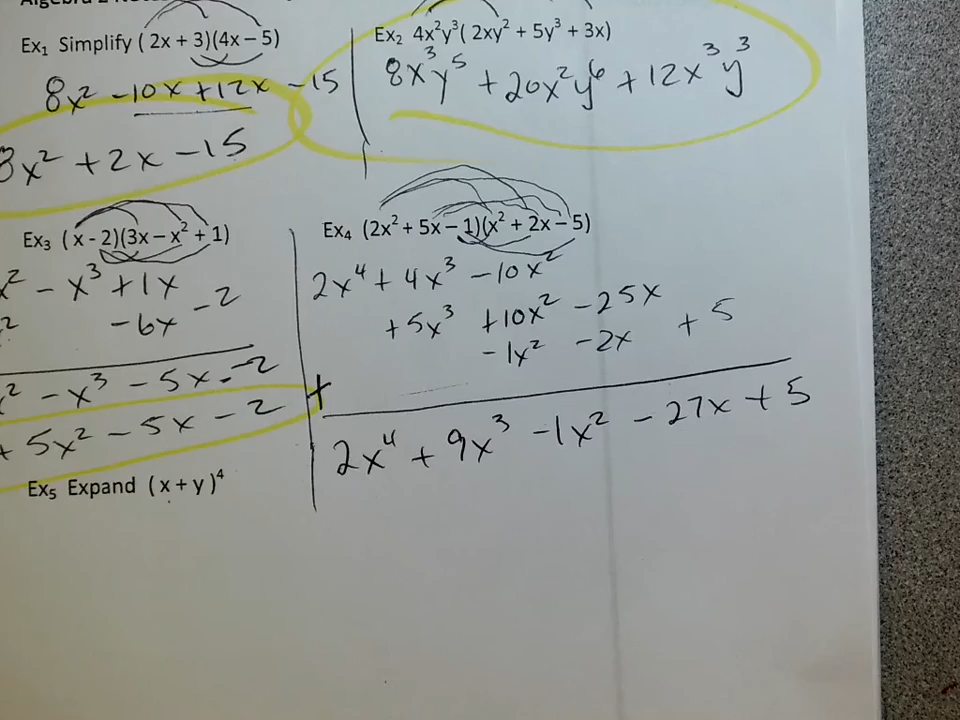 Ex₁ Simplify (2x + 3)(4x − 5)
8x² − 10x + 12x − 15
8x² + 2x − 15
Ex₂ 4x²y³(2xy² + 5y³ + 3x)
8x³y⁵ + 20x²y⁶ + 12x³y³
Ex₃ (x - 2)(3x − x² + 1)
x² − x³ + 1x
² − 6x − 2
x² − x³ − 5x − 2
+ 5x² − 5x − 2
Ex₄ (2x² + 5x − 1)(x² + 2x − 5)
2x⁴ + 4x³ − 10x²
+ 5x³ + 10x² − 25x
− 1x² − 2x + 5
+
2x⁴ + 9x³ − 1x² − 27x + 5
Ex₅ Expand (x + y)⁴